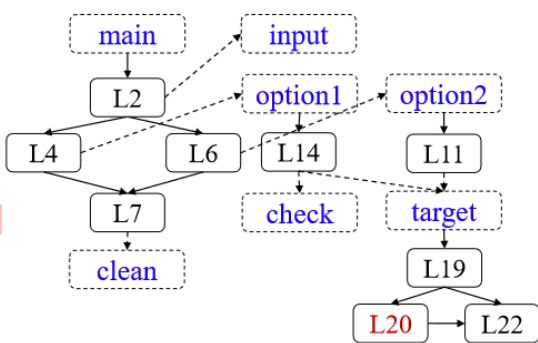 main input
L2 option1 option2
L4 L6 L14 L11
L7 check target
clean L19
L20 L22